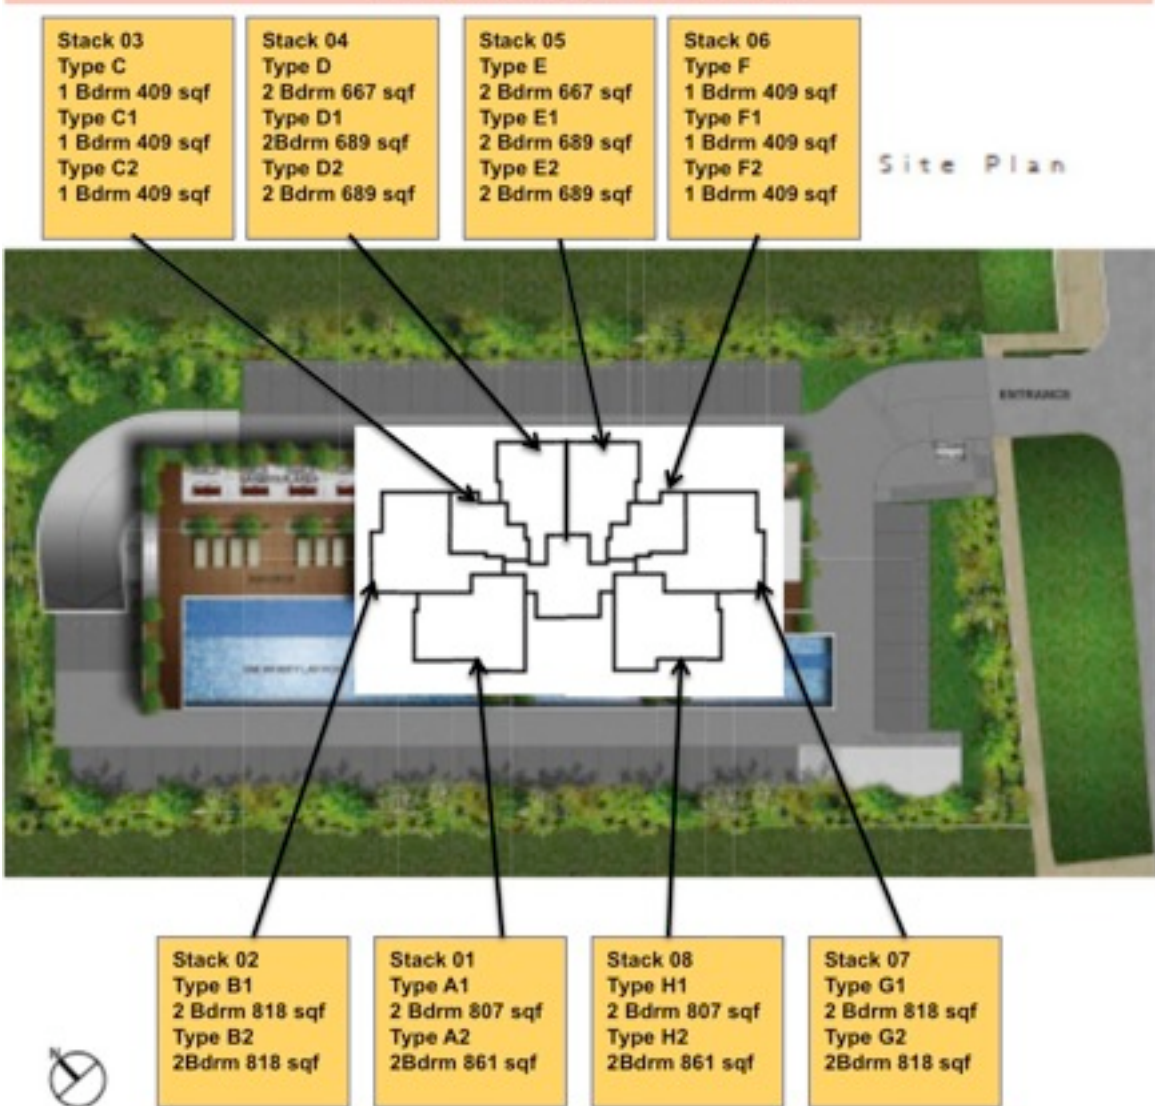 Stack 03
Type C
1 Bdrm 409 sqf
Type C1
1 Bdrm 409 sqf
Type C2
1 Bdrm 409 sqf
Stack 04
Type D
2 Bdrm 667 sqf
Type D1
2Bdrm 689 sqf
Type D2
2 Bdrm 689 sqf
Stack 05
Type E
2 Bdrm 667 sqf
Type E1
2 Bdrm 689 sqf
Type E2
2 Bdrm 689 sqf
Stack 06
Type F
1 Bdrm 409 sqf
Type F1
1 Bdrm 409 sqf
Type F2
1 Bdrm 409 sqf
Site Plan
ENTRANCE
Stack 02
Type B1
2 Bdrm 818 sqf
Type B2
2Bdrm 818 sqf
Stack 01
Type A1
2 Bdrm 807 sqf
Type A2
2Bdrm 861 sqf
Stack 08
Type H1
2 Bdrm 807 sqf
Type H2
2Bdrm 861 sqf
Stack 07
Type G1
2 Bdrm 818 sqf
Type G2
2Bdrm 818 sqf
N